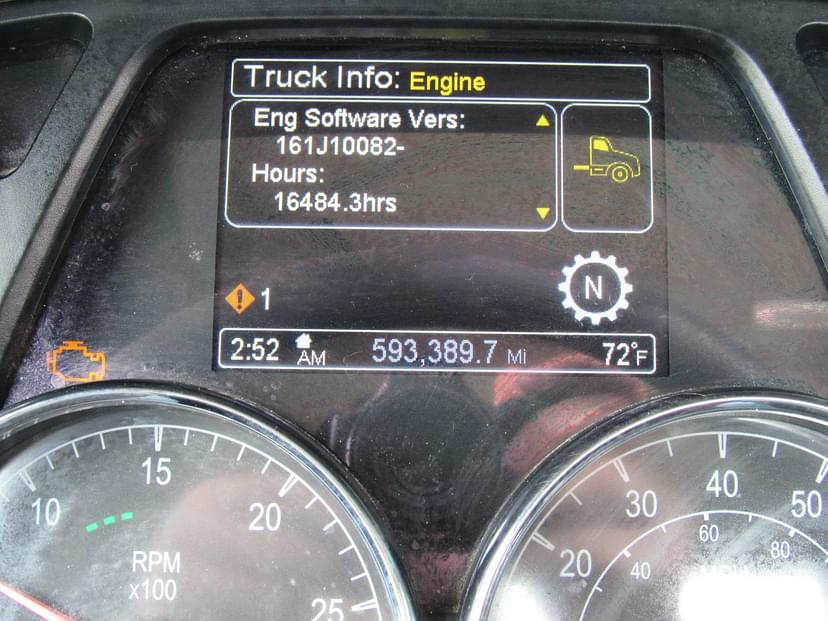 Truck Info: Engine
Eng Software Vers:
161J10082-
Hours:
16484.3hrs
N
! 1
2:52 AM 593,389.7 Mi 72°F
10 15 20 25
RPM
x100
20 30 40 50
40 60 80